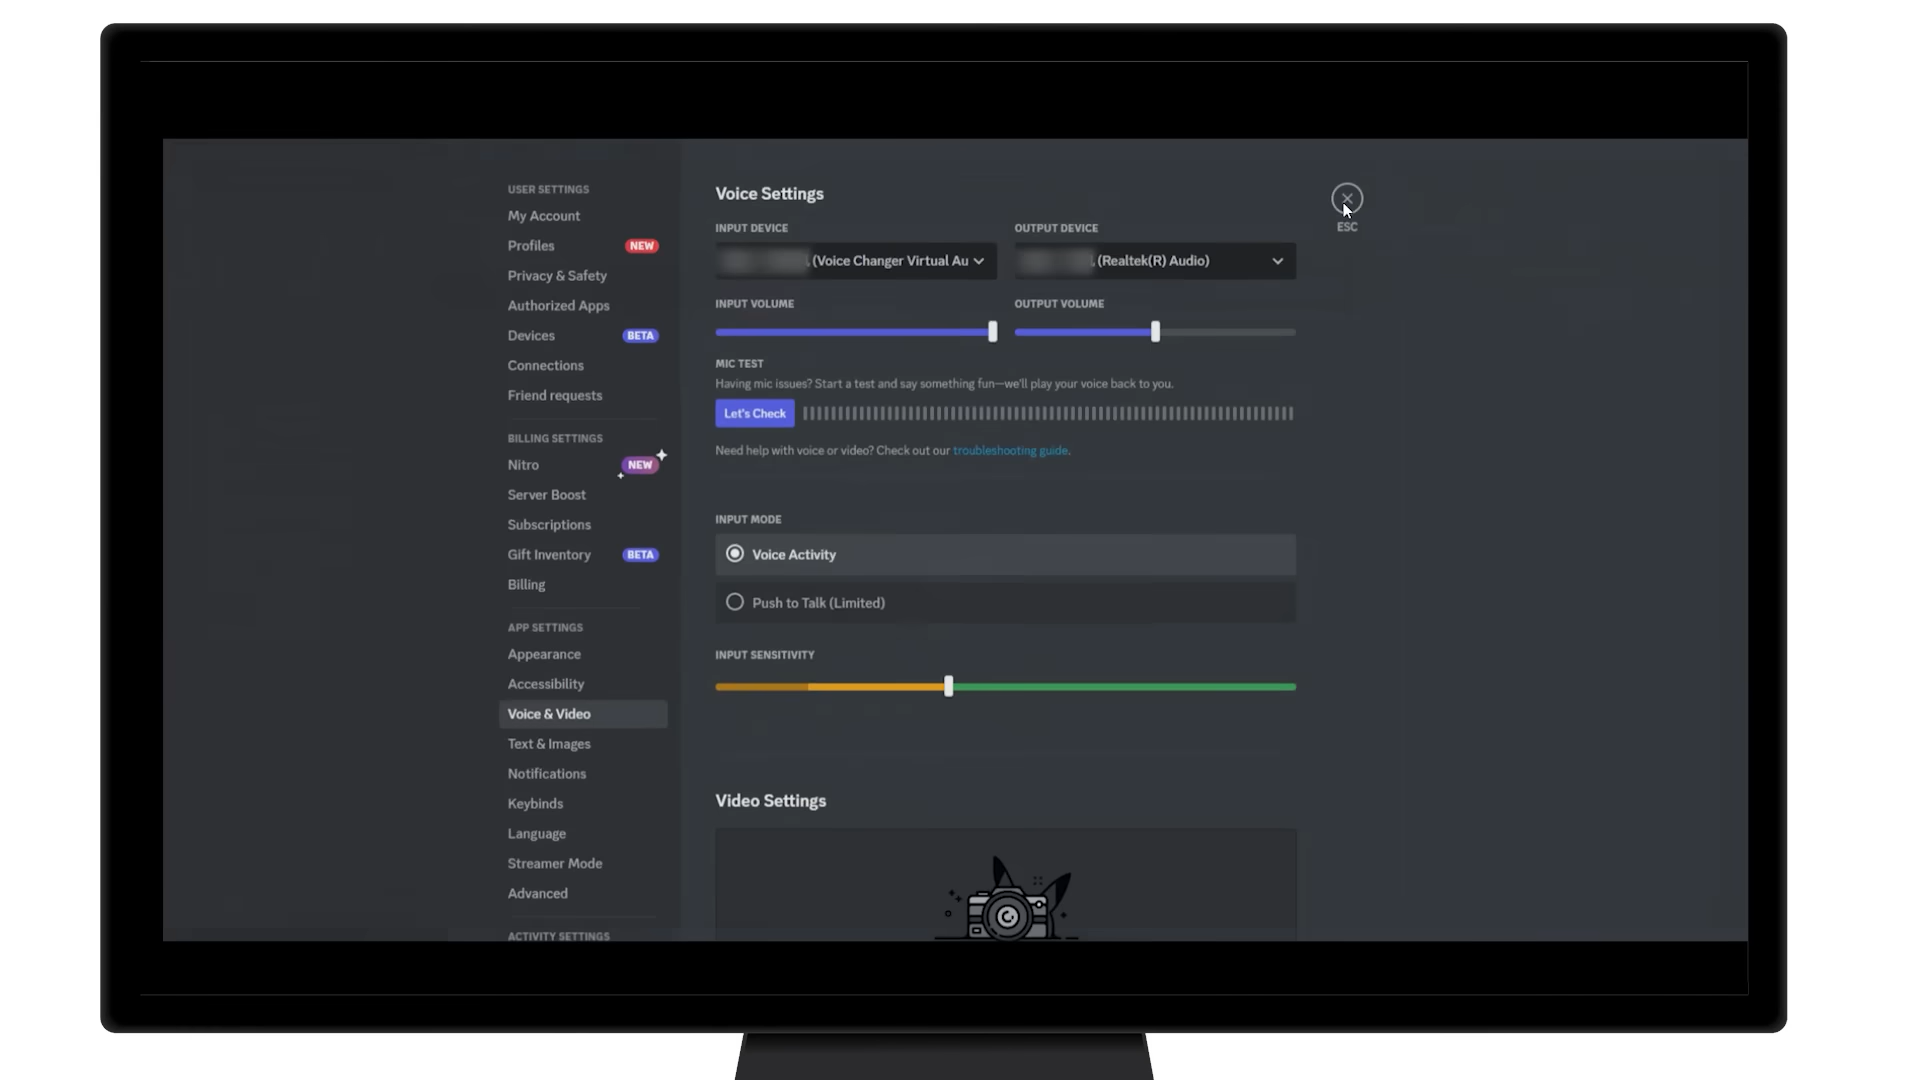 USER SETTINGS
My Account
Profiles NEW
Privacy & Safety
Authorized Apps
Devices BETA
Connections
Friend requests
BILLING SETTINGS
Nitro NEW
Server Boost
Subscriptions
Gift Inventory BETA
Billing
APP SETTINGS
Appearance
Accessibility
Voice & Video
Text & Images
Notifications
Keybinds
Language
Streamer Mode
Advanced
ACTIVITY SETTINGS
Voice Settings
INPUT DEVICE OUTPUT DEVICE
(Voice Changer Virtual Au (Realtek(R) Audio)
INPUT VOLUME OUTPUT VOLUME
MIC TEST
Having mic issues? Start a test and say something fun—we'll play your voice back to you.
Let's Check
Need help with voice or video? Check out our troubleshooting guide.
INPUT MODE
Voice Activity
Push to Talk (Limited)
INPUT SENSITIVITY
Video Settings
ESC